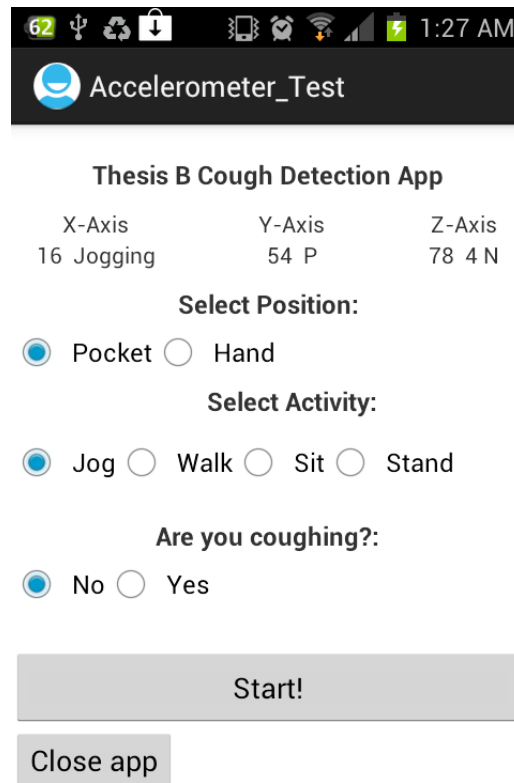 62 1:27 AM
Accelerometer_Test
Thesis B Cough Detection App
X-Axis Y-Axis Z-Axis
16 Jogging 54 P 78 4 N
Select Position:
Pocket Hand
Select Activity:
Jog Walk Sit Stand
Are you coughing?:
No Yes
Start!
Close app